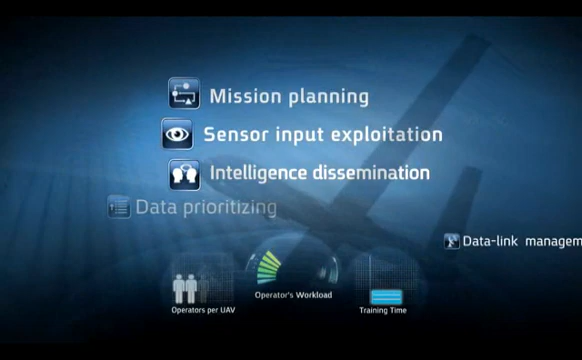 Mission planning
Sensor input exploitation
Intelligence dissemination
Data prioritizing
Data-link managem
Operators per UAV
Operator's Workload
Training Time